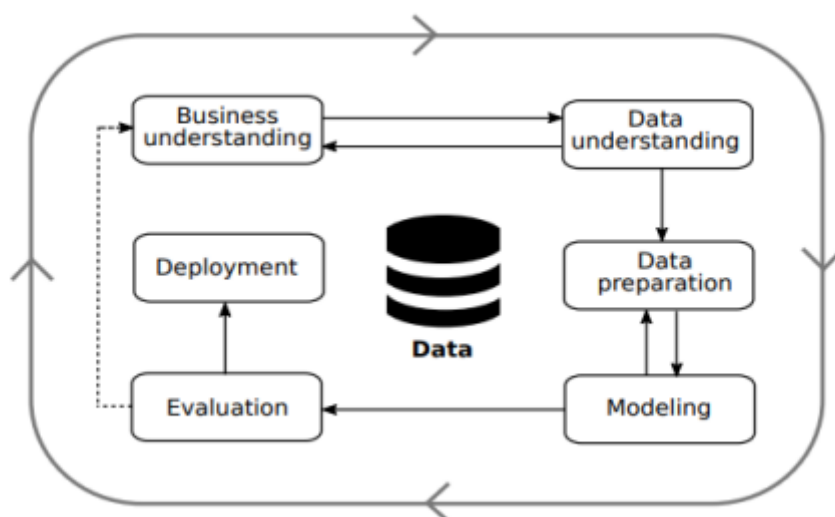 Business
understanding
Data
understanding
Deployment
Data
preparation
Data
Evaluation
Modeling